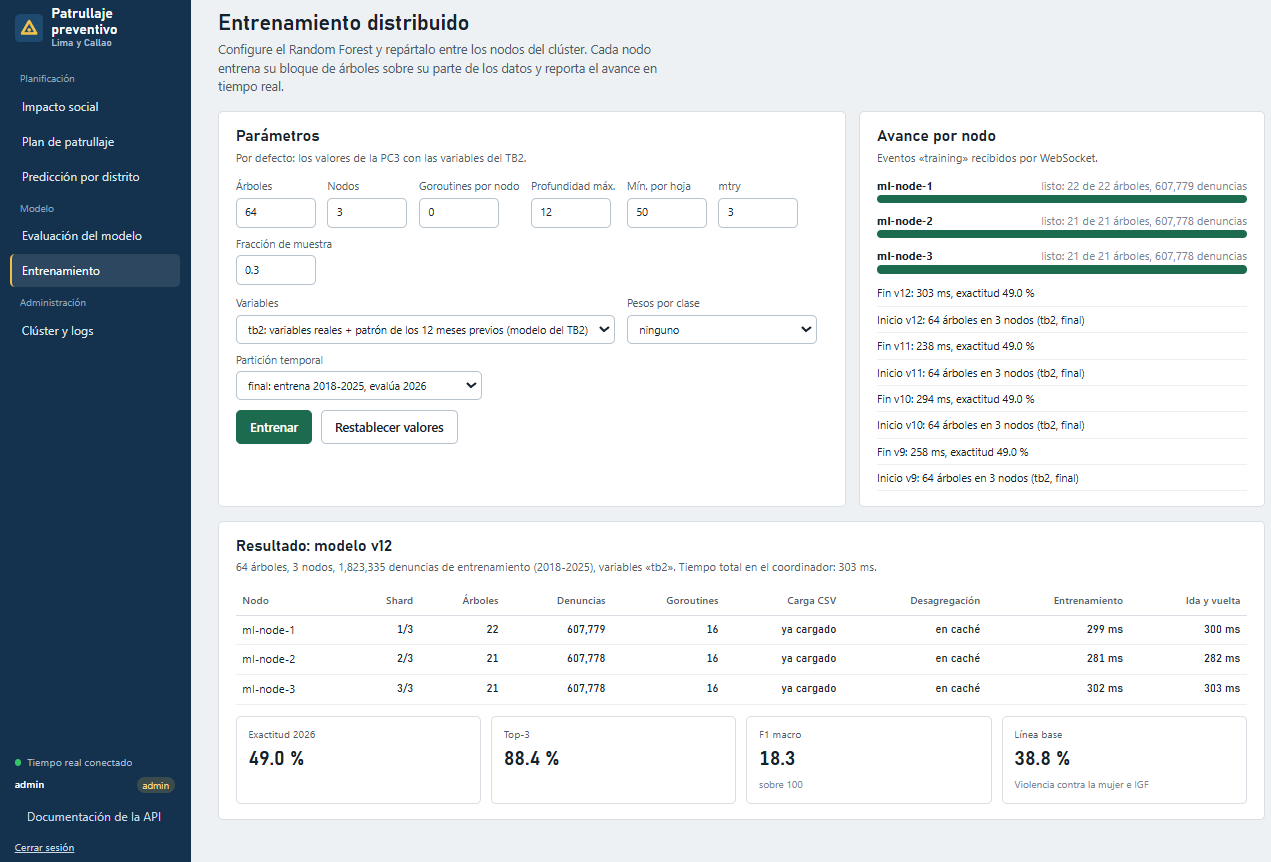 Patrullaje
preventivo
Lima y Callao
Planificación
Impacto social
Plan de patrullaje
Predicción por distrito
Modelo
Evaluación del modelo
Entrenamiento
Administración
Clúster y logs
Tiempo real conectado
admin admin
Documentación de la API
Cerrar sesión
Entrenamiento distribuido
Configure el Random Forest y repártalo entre los nodos del clúster. Cada nodo
entrena su bloque de árboles sobre su parte de los datos y reporta el avance en
tiempo real.
Parámetros
Por defecto: los valores de la PC3 con las variables del TB2.
Árboles Nodos Goroutines por nodo Profundidad máx. Mín. por hoja mtry
64 3 0 12 50 3
Fracción de muestra
0.3
Variables Pesos por clase
tb2: variables reales + patrón de los 12 meses previos (modelo del TB2) ninguno
Partición temporal
final: entrena 2018-2025, evalúa 2026
Entrenar Restablecer valores
Avance por nodo
Eventos «training» recibidos por WebSocket.
ml-node-1 listo: 22 de 22 árboles, 607,779 denuncias
ml-node-2 listo: 21 de 21 árboles, 607,778 denuncias
ml-node-3 listo: 21 de 21 árboles, 607,778 denuncias
Fin v12: 303 ms, exactitud 49.0 %
Inicio v12: 64 árboles en 3 nodos (tb2, final)
Fin v11: 238 ms, exactitud 49.0 %
Inicio v11: 64 árboles en 3 nodos (tb2, final)
Fin v10: 294 ms, exactitud 49.0 %
Inicio v10: 64 árboles en 3 nodos (tb2, final)
Fin v9: 258 ms, exactitud 49.0 %
Inicio v9: 64 árboles en 3 nodos (tb2, final)
Resultado: modelo v12
64 árboles, 3 nodos, 1,823,335 denuncias de entrenamiento (2018-2025), variables «tb2». Tiempo total en el coordinador: 303 ms.
Nodo Shard Árboles Denuncias Goroutines Carga CSV Desagregación Entrenamiento Ida y vuelta
ml-node-1 1/3 22 607,779 16 ya cargado en caché 299 ms 300 ms
ml-node-2 2/3 21 607,778 16 ya cargado en caché 281 ms 282 ms
ml-node-3 3/3 21 607,778 16 ya cargado en caché 302 ms 303 ms
Exactitud 2026 Top-3 F1 macro Línea base
49.0 % 88.4 % 18.3 38.8 %
sobre 100 Violencia contra la mujer e IGF